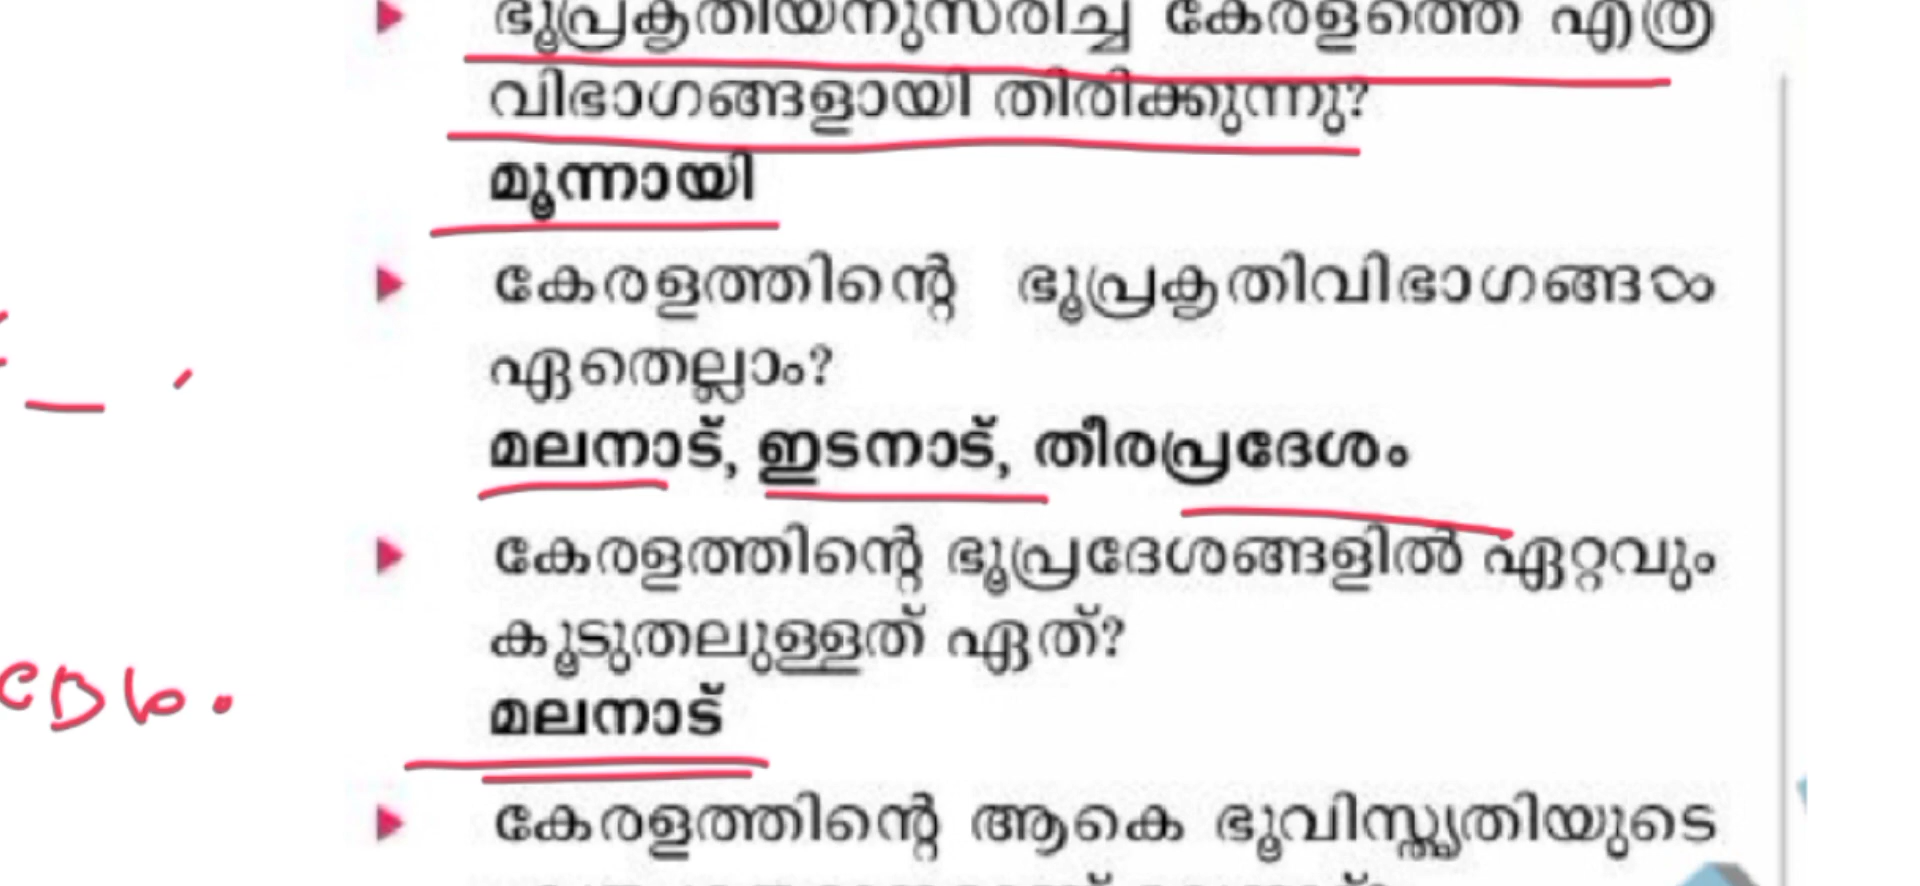 ഭൂപ്രകൃതിയനുസരിച്ച് കേരളത്തെ എത്ര
വിഭാഗങ്ങളായി തിരിക്കുന്നു?
മൂന്നായി
കേരളത്തിന്റെ ഭൂപ്രകൃതിവിഭാഗങ്ങൾ
ഏതെല്ലാം?
മലനാട്, ഇടനാട്, തീരപ്രദേശം
കേരളത്തിന്റെ ഭൂപ്രദേശങ്ങളിൽ ഏറ്റവും
കൂടുതലുള്ളത് ഏത്?
മലനാട്
കേരളത്തിന്റെ ആകെ ഭൂവിസ്തൃതിയുടെ